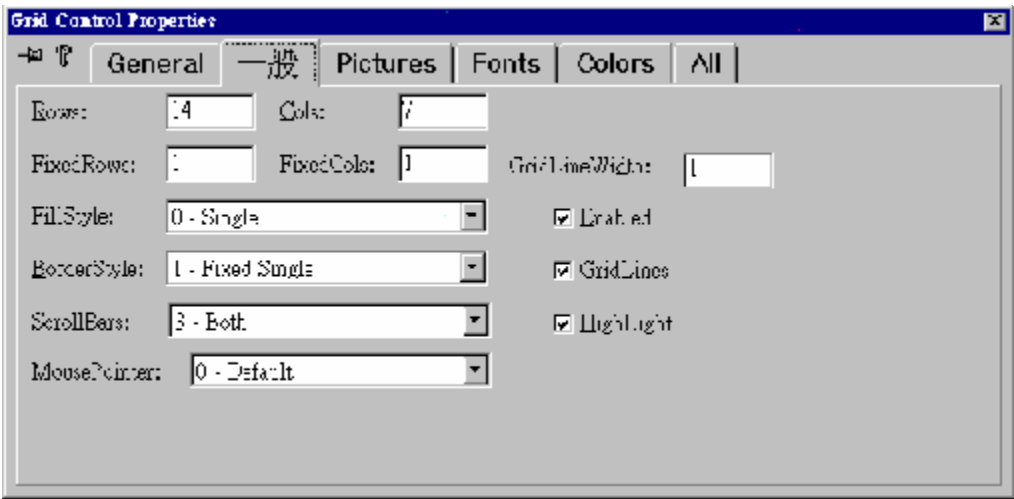 Grid Control Properties
General 一般 Pictures Fonts Colors All
Rows: 14 Cols: 7
FixedRows: 1 FixedCols: 1 GridLineWidth: 1
FillStyle: 0 - Single Enabled
BorderStyle: 1 - Fixed Single GridLines
ScrollBars: 3 - Both HighLight
MousePointer: 0 - Default